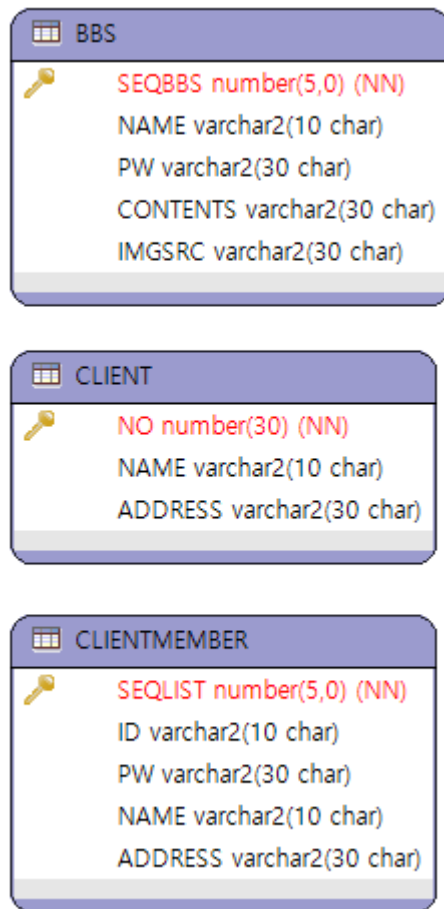 BBS
SEQBBS number(5,0) (NN)
NAME varchar2(10 char)
PW varchar2(30 char)
CONTENTS varchar2(30 char)
IMGSRC varchar2(30 char)
CLIENT
NO number(30) (NN)
NAME varchar2(10 char)
ADDRESS varchar2(30 char)
CLIENTMEMBER
SEQLIST number(5,0) (NN)
ID varchar2(10 char)
PW varchar2(30 char)
NAME varchar2(10 char)
ADDRESS varchar2(30 char)